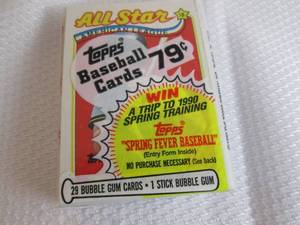 All Star
AMERICAN LEAGUE
Topps
Baseball
Cards
79¢
WIN
A TRIP TO 1990
SPRING TRAINING
Topps
"SPRING FEVER BASEBALL"
(Entry Form Inside)
NO PURCHASE NECESSARY (See back)
29 BUBBLE GUM CARDS • 1 STICK BUBBLE GUM